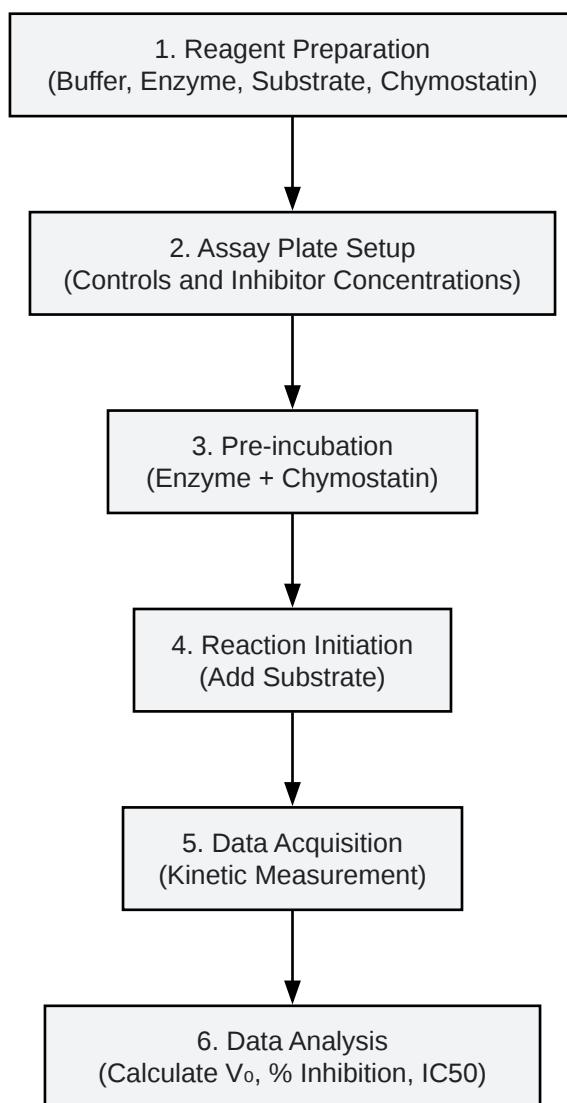 1. Reagent Preparation
(Buffer, Enzyme, Substrate, Chymostatin)
2. Assay Plate Setup
(Controls and Inhibitor Concentrations)
3. Pre-incubation
(Enzyme + Chymostatin)
4. Reaction Initiation
(Add Substrate)
5. Data Acquisition
(Kinetic Measurement)
6. Data Analysis
(Calculate V₀, % Inhibition, IC50)